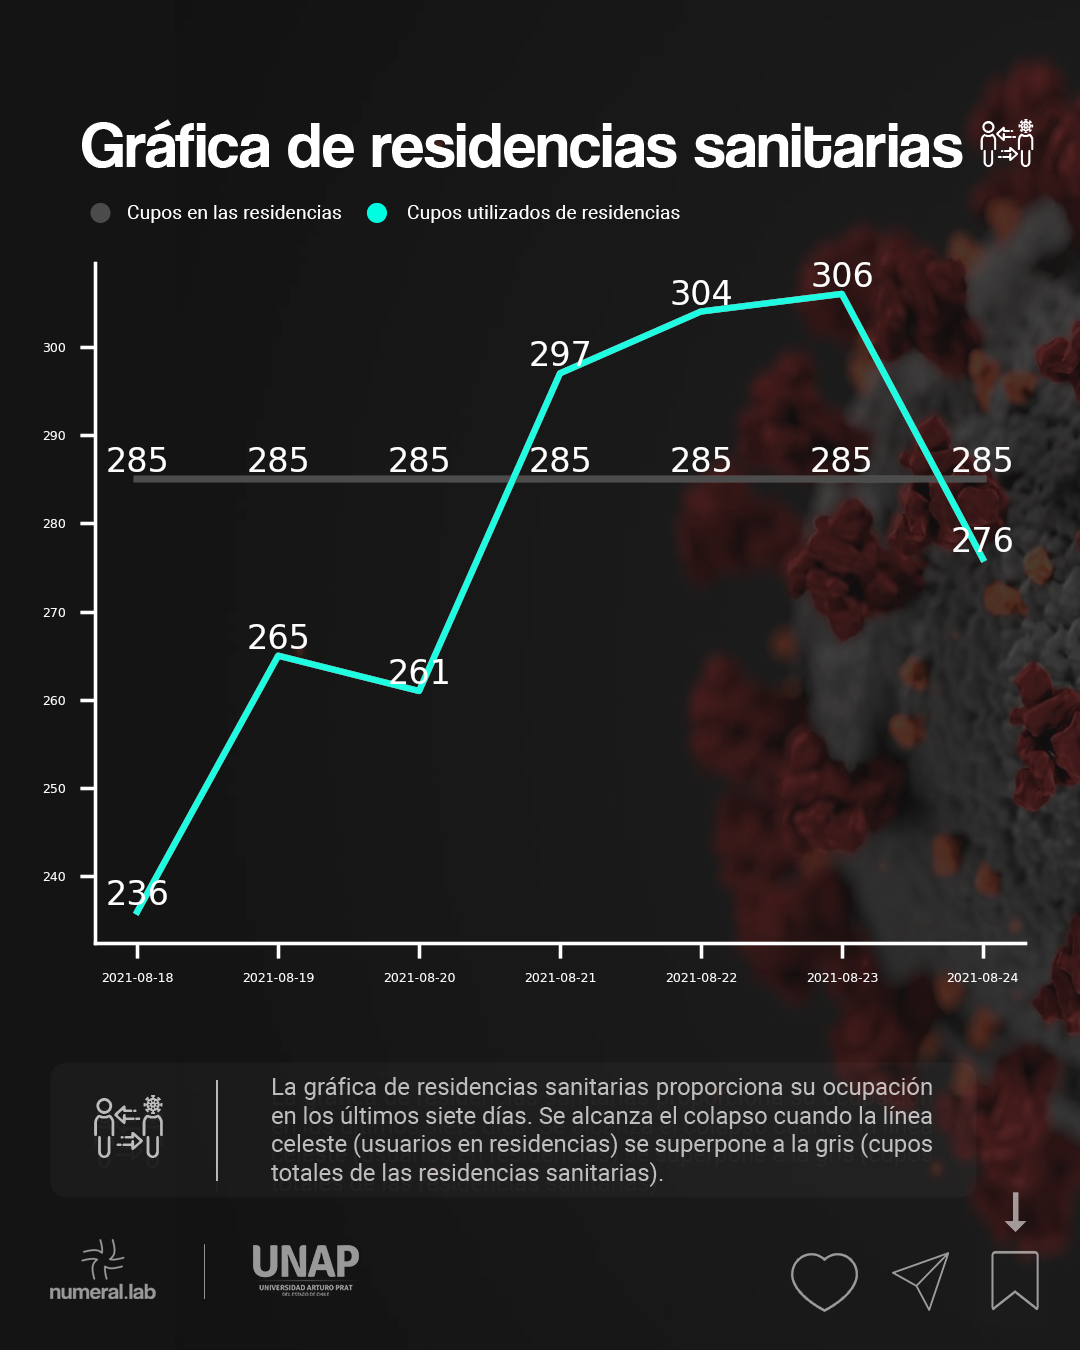 Gráfica de residencias sanitarias
Cupos en las residencias Cupos utilizados de residencias
306
304
297
300
290
285 285 285 285 285 285 285
280
276
270
265
261
260
250
240
236
2021-08-18 2021-08-19 2021-08-20 2021-08-21 2021-08-22 2021-08-23 2021-08-24
La gráfica de residencias sanitarias proporciona su ocupación
en los últimos siete días. Se alcanza el colapso cuando la línea
celeste (usuarios en residencias) se superpone a la gris (cupos
totales de las residencias sanitarias).
numeral.lab
UNAP
UNIVERSIDAD ARTURO PRAT
DEL ESTADO DE CHILE